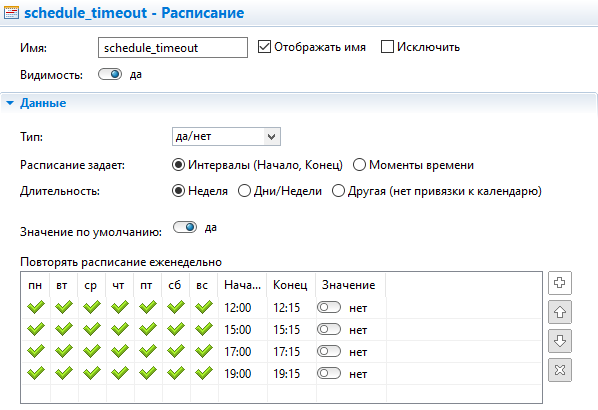 schedule_timeout - Расписание
Имя: schedule_timeout Отображать имя Исключить
Видимость: да
Данные
Тип: да/нет
Расписание задает: Интервалы (Начало, Конец) Моменты времени
Длительность: Неделя Дни/Недели Другая (нет привязки к календарю)
Значение по умолчанию: да
Повторять расписание еженедельно
пн вт ср чт пт сб вс Нача... Конец Значение
12:00 12:15 нет
15:00 15:15 нет
17:00 17:15 нет
19:00 19:15 нет